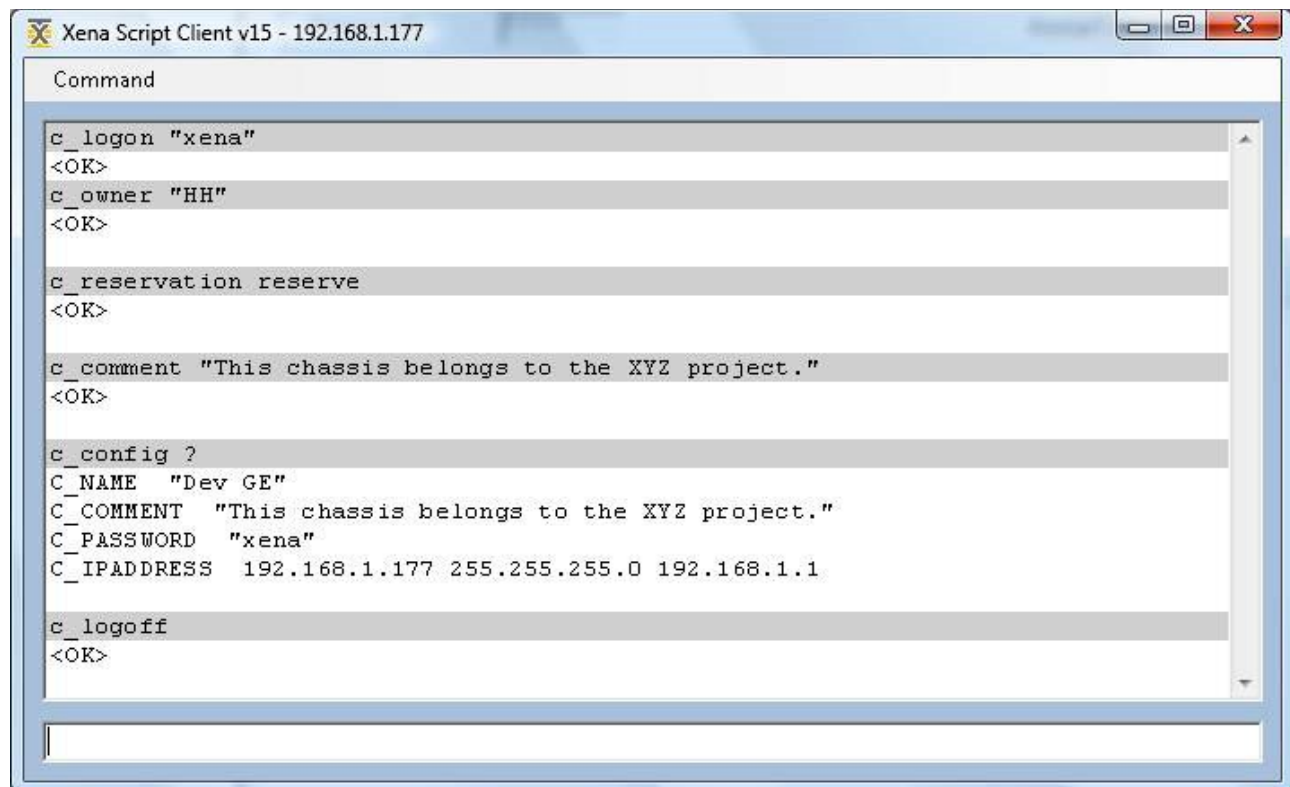 Xena Script Client v15 - 192.168.1.177
Command
c_logon "xena"
<OK>
c_owner "HH"
<OK>
c_reservation reserve
<OK>
c_comment "This chassis belongs to the XYZ project."
<OK>
c_config ?
C_NAME  "Dev GE"
C_COMMENT  "This chassis belongs to the XYZ project."
C_PASSWORD  "xena"
C_IPADDRESS  192.168.1.177 255.255.255.0 192.168.1.1
c_logoff
<OK>